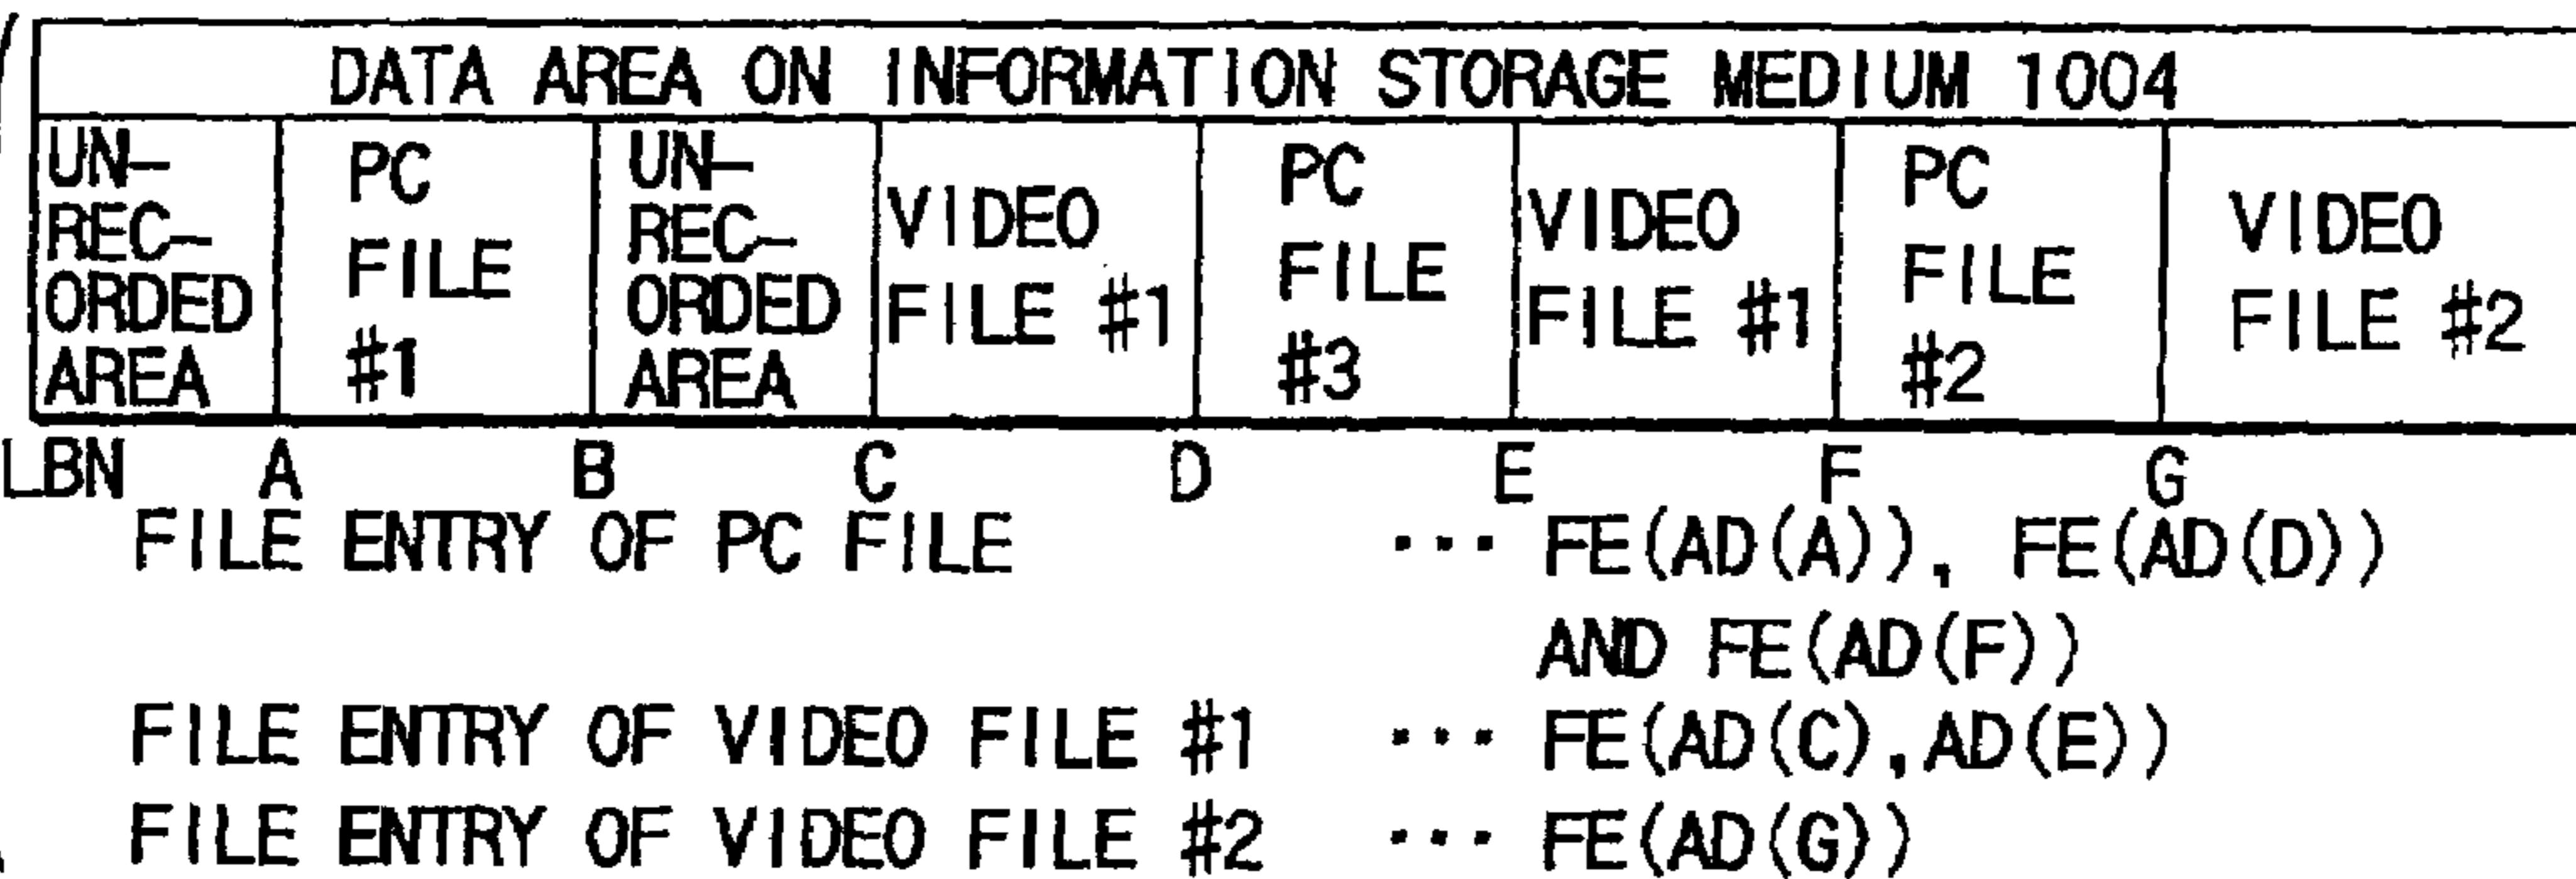 DATA AREA ON INFORMATION STORAGE MEDIUM 1004
UN-
REC-
ORDED
AREA
PC
FILE
#1
UN-
REC-
ORDED
AREA
VIDEO
FILE #1
PC
FILE
#3
VIDEO
FILE #1
PC
FILE
#2
VIDEO
FILE #2
LBN A B C D E F G
FILE ENTRY OF PC FILE ··· FE(AD(A)), FE(AD(D))
AND FE(AD(F))
FILE ENTRY OF VIDEO FILE #1 ··· FE(AD(C),AD(E))
FILE ENTRY OF VIDEO FILE #2 ··· FE(AD(G))